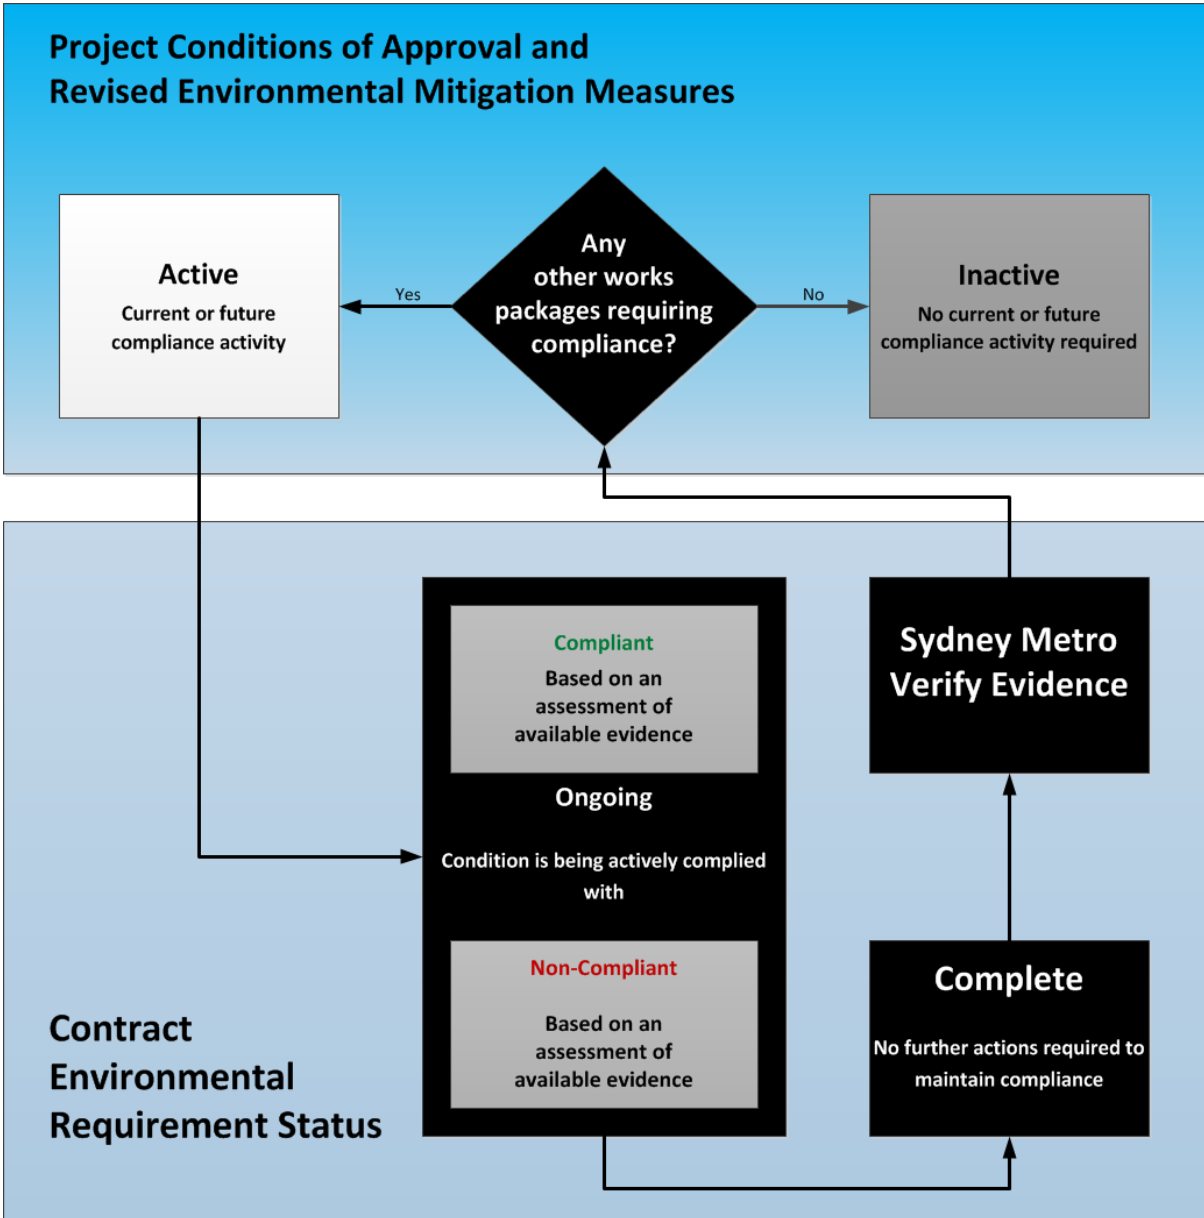 Project Conditions of Approval and
Revised Environmental Mitigation Measures
Active
Current or future
compliance activity
Yes
Any
other works
packages requiring
compliance?
No
Inactive
No current or future
compliance activity required
Compliant
Based on an
assessment of
available evidence
Ongoing
Condition is being actively complied
with
Non-Compliant
Based on an
assessment of
available evidence
Sydney Metro
Verify Evidence
Complete
No further actions required to
maintain compliance
Contract
Environmental
Requirement Status